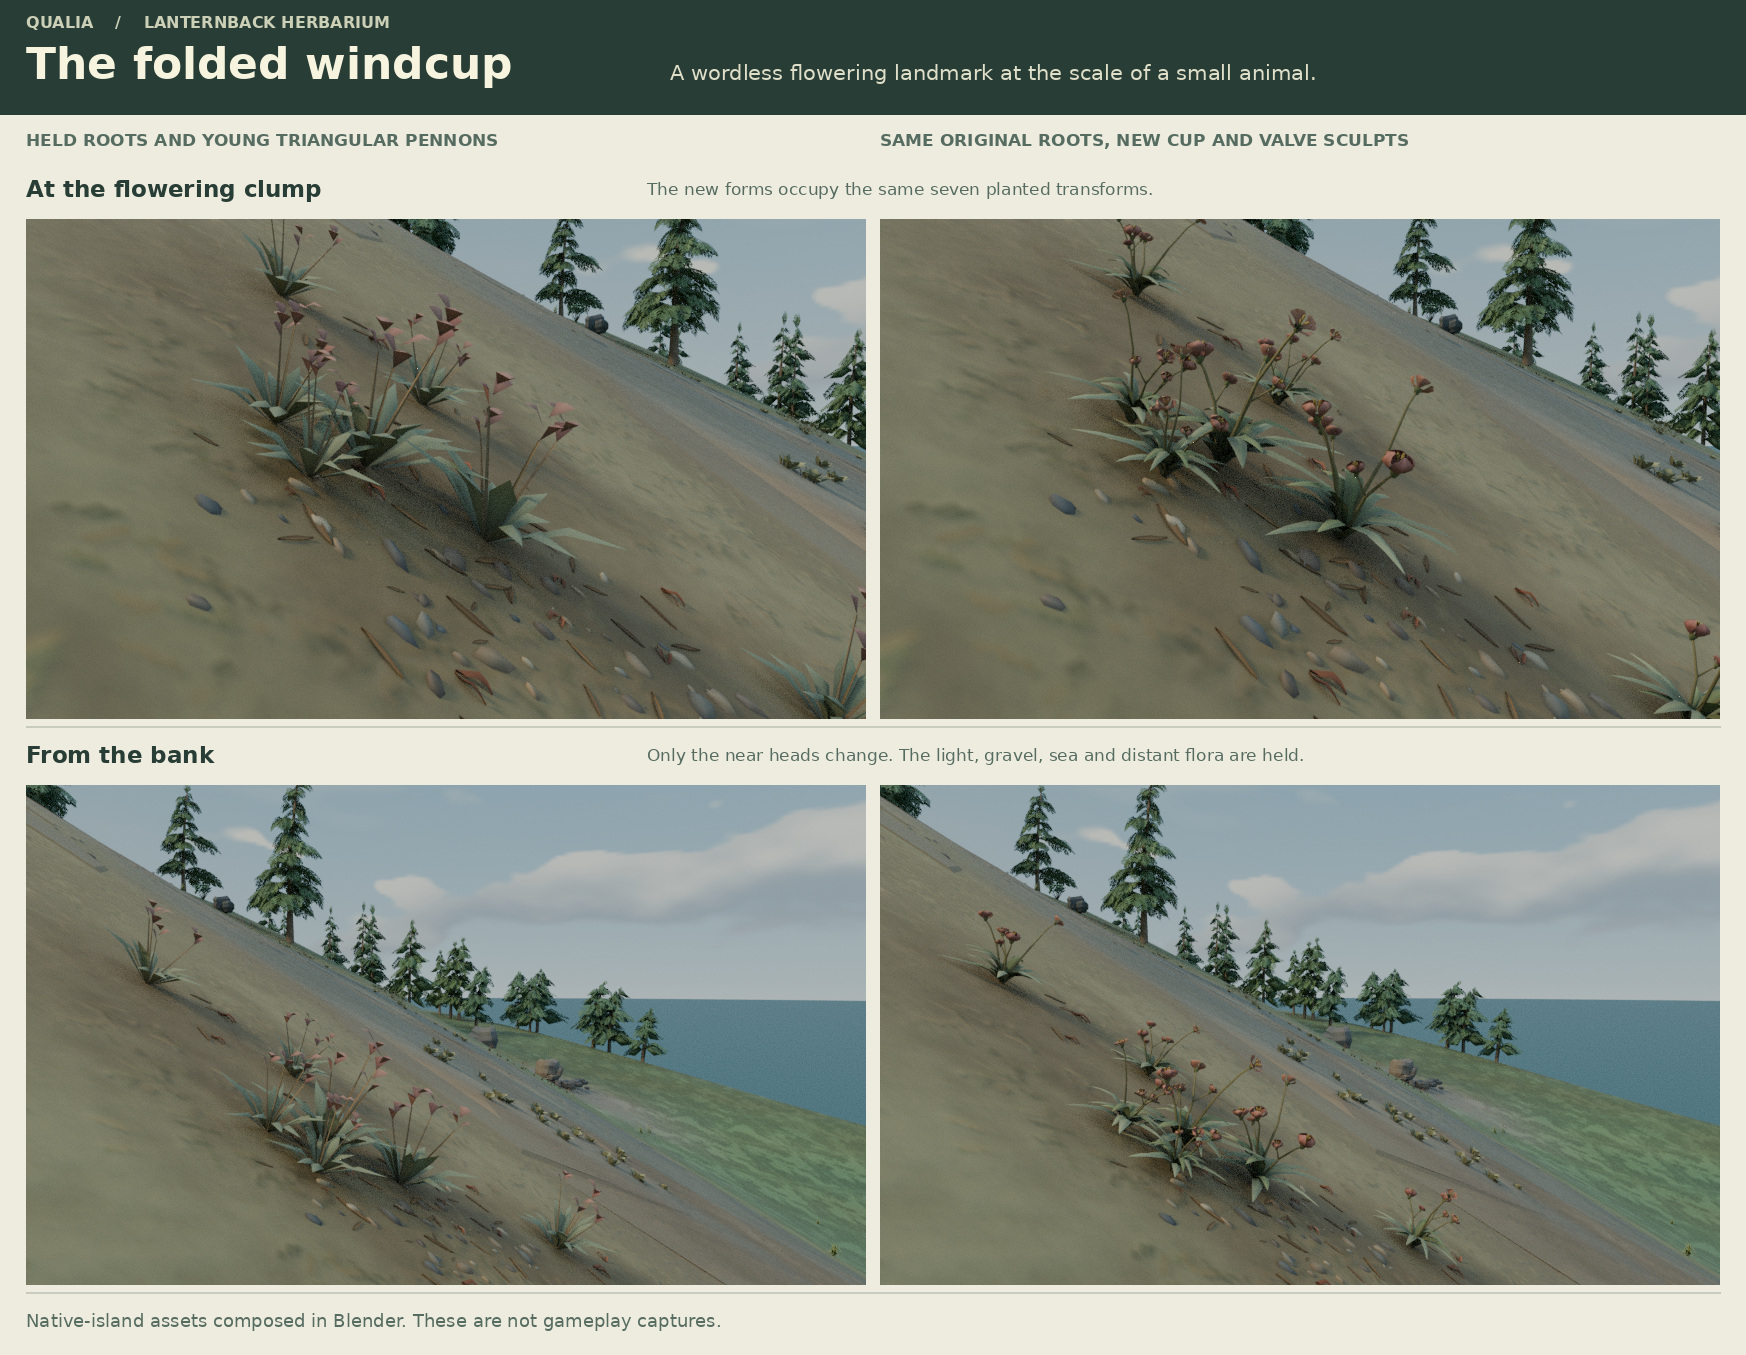 QUALIA / LANTERNBACK HERBARIUM
The folded windcup
A wordless flowering landmark at the scale of a small animal.
HELD ROOTS AND YOUNG TRIANGULAR PENNONS
SAME ORIGINAL ROOTS, NEW CUP AND VALVE SCULPTS
At the flowering clump
The new forms occupy the same seven planted transforms.
From the bank
Only the near heads change. The light, gravel, sea and distant flora are held.
Native-island assets composed in Blender. These are not gameplay captures.